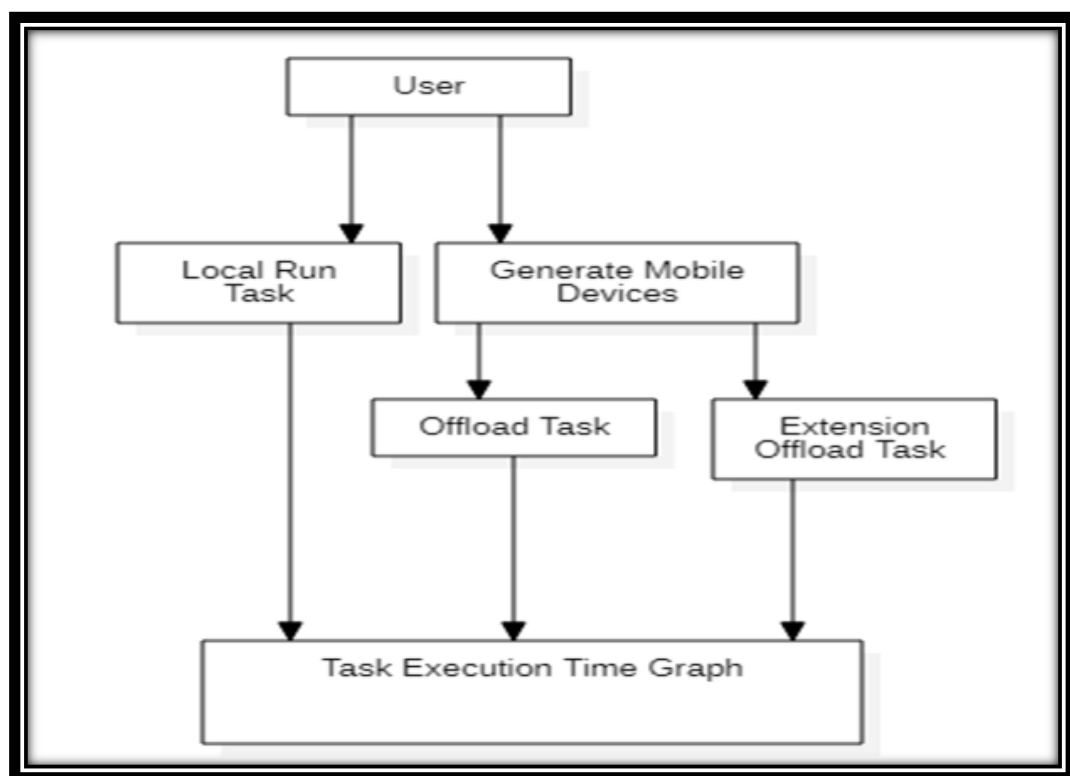 User
Local Run
Task
Generate Mobile
Devices
Offload Task
Extension
Offload Task
Task Execution Time Graph